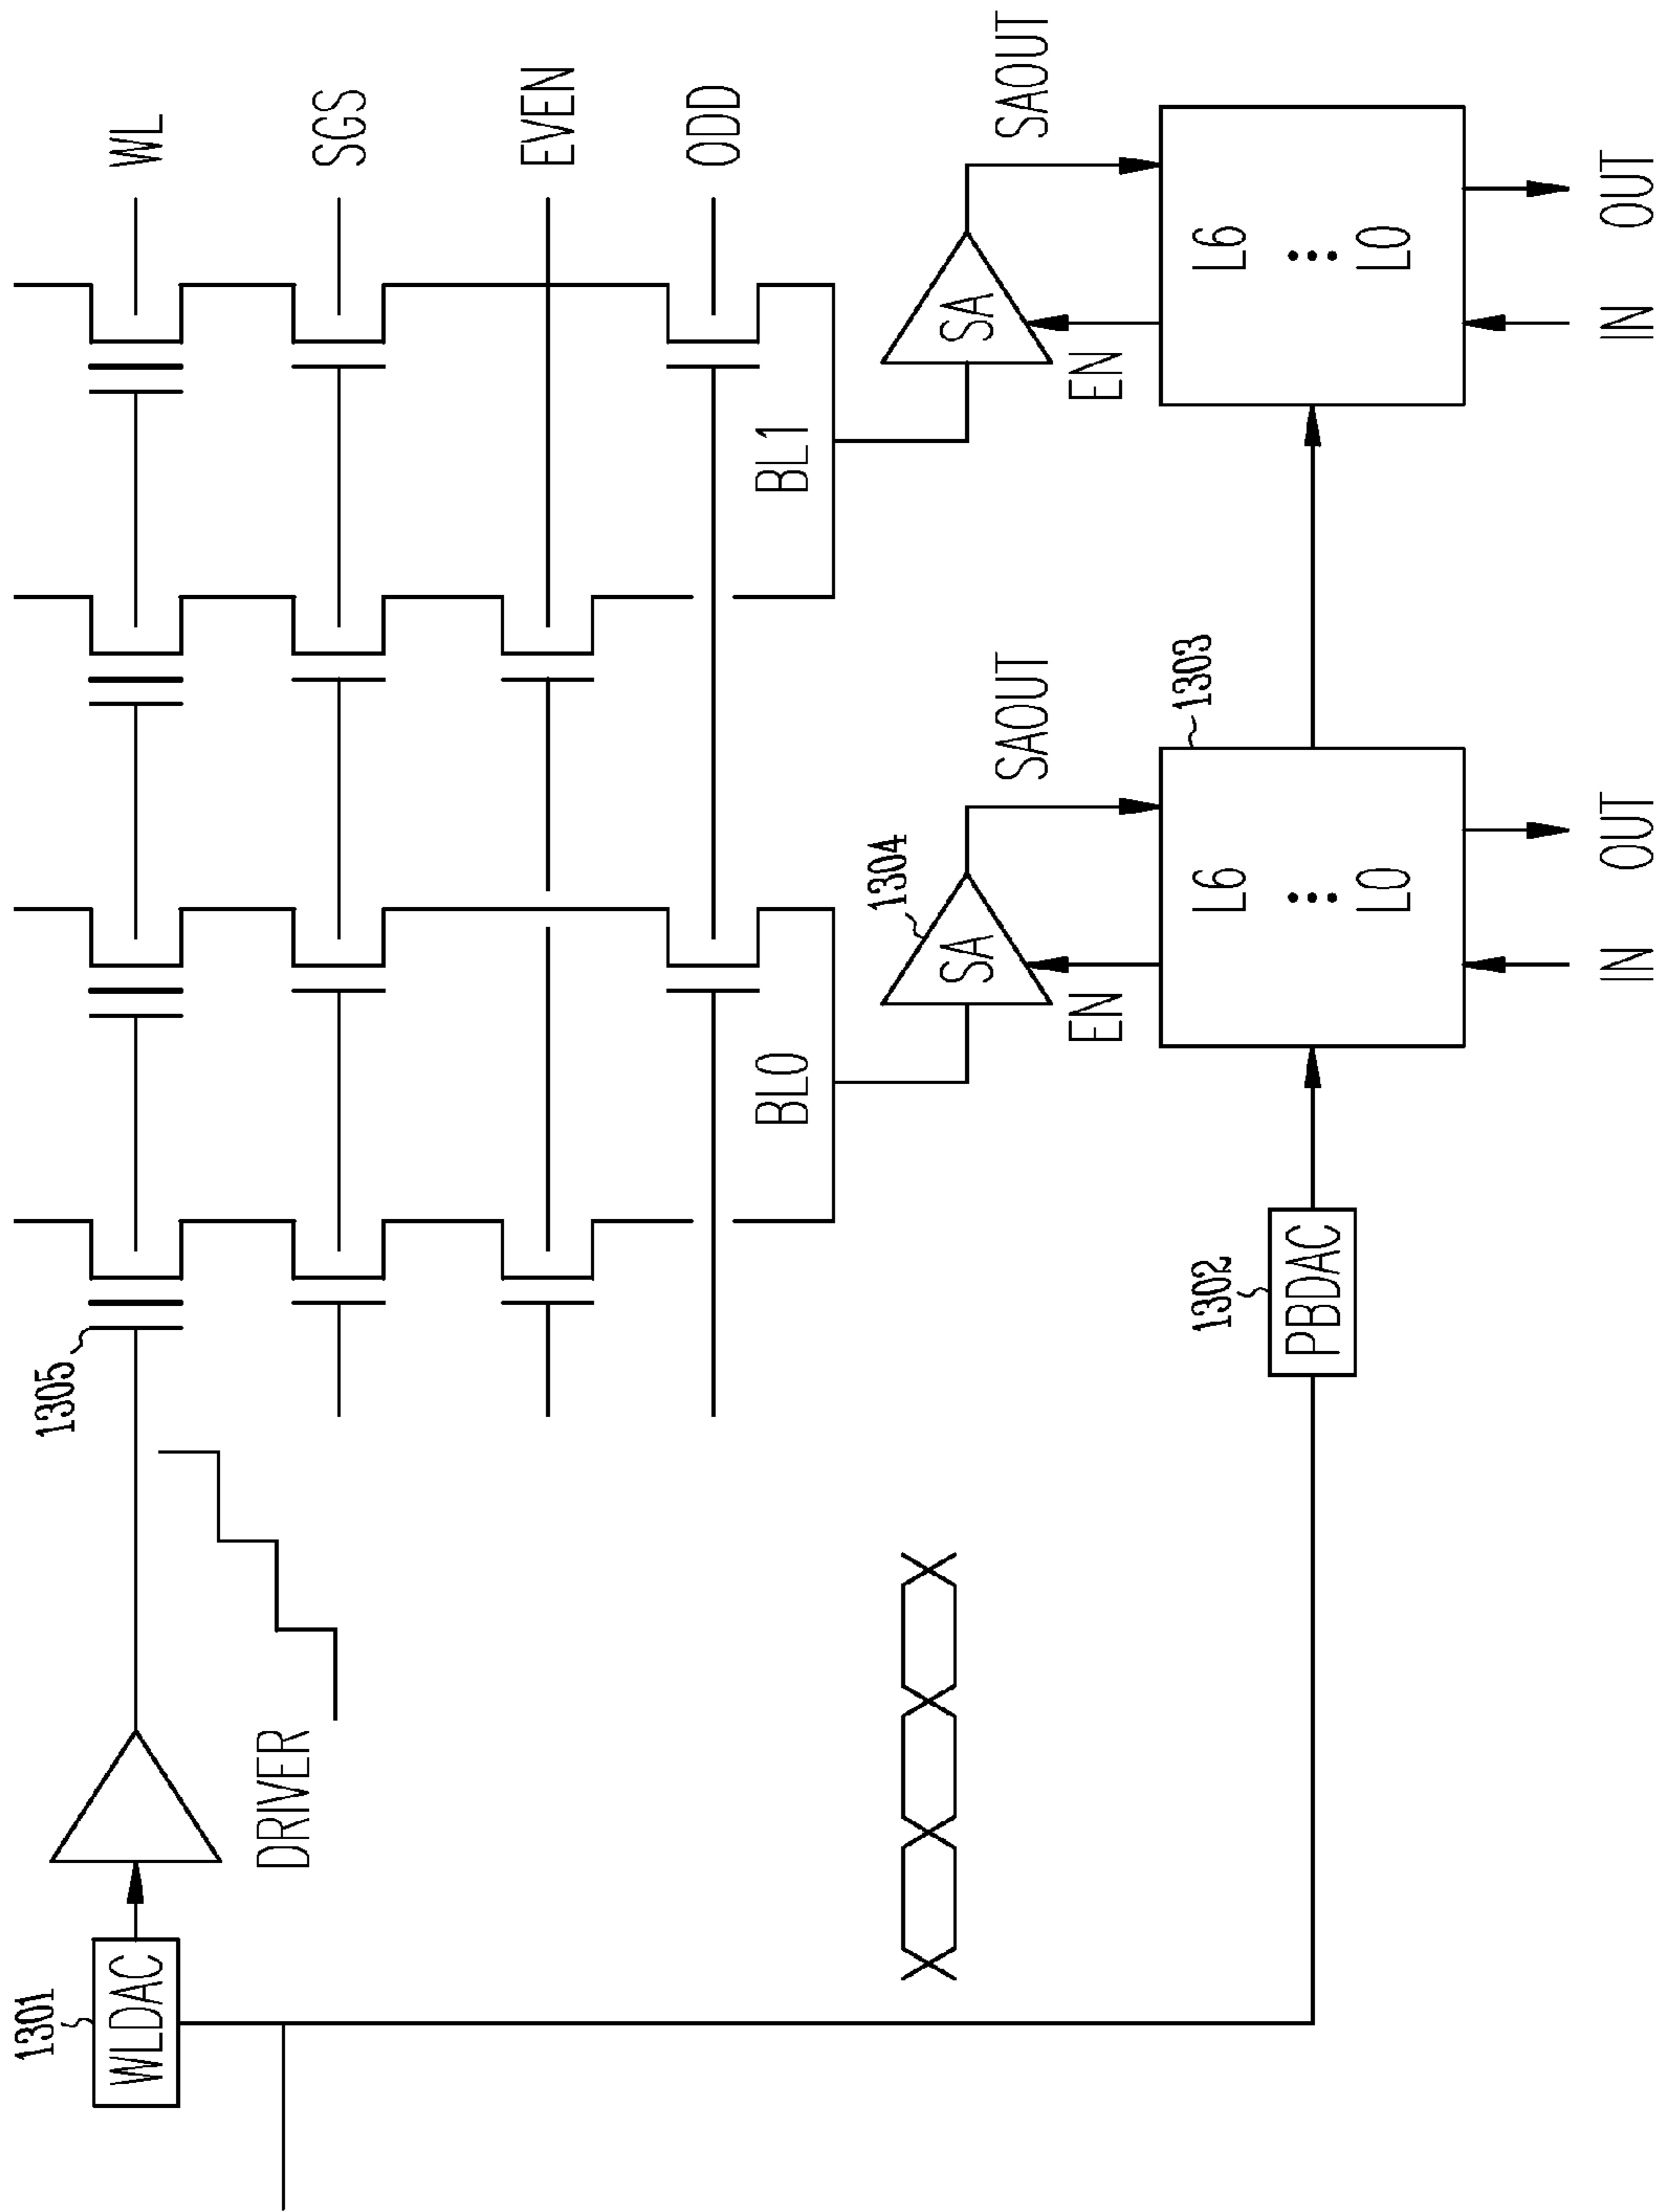 1301
WLDAC
DRIVER
1305
WL
SGS
EVEN
ODD
BL0
BL1
1304
SA
SAOUT
EN
SA
SAOUT
EN
1302
PBDAC
1303
L6
L0
L6
L0
IN
OUT
IN
OUT